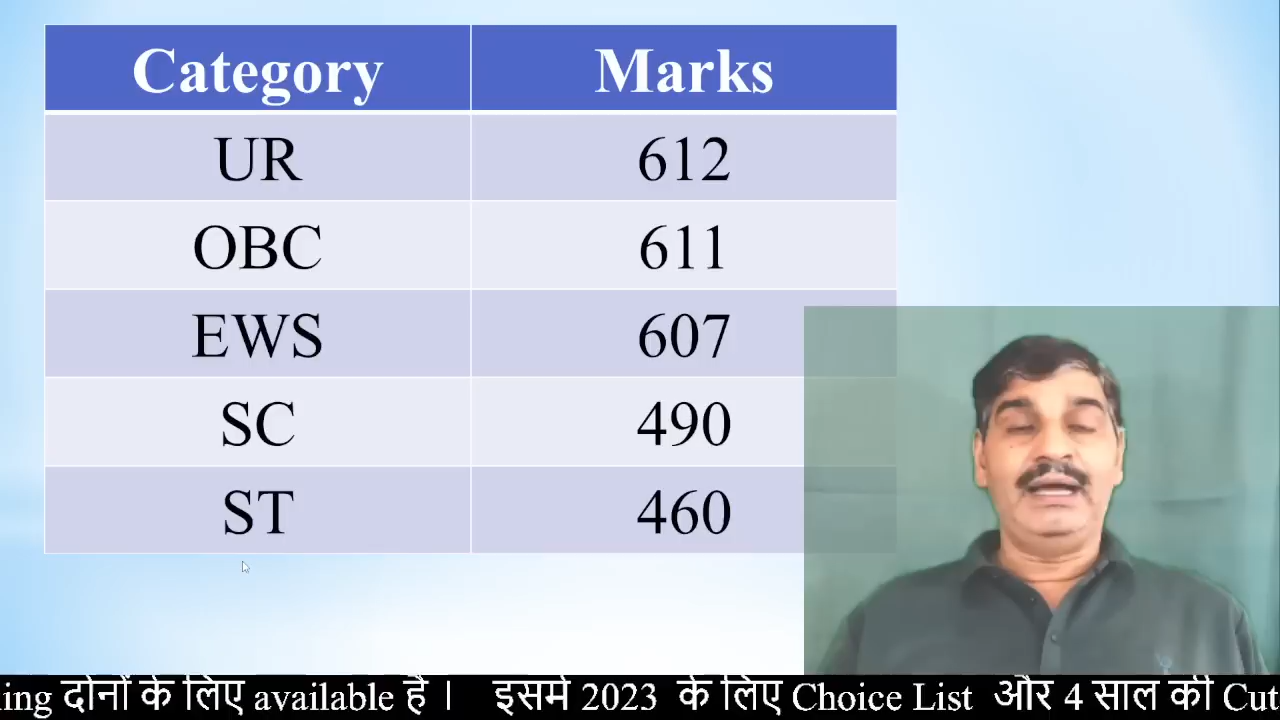 Category Marks
UR 612
OBC 611
EWS 607
SC 490
ST 460
दोनों के लिए available है । इसमें 2023 के लिए Choice List और 4 साल की Cut